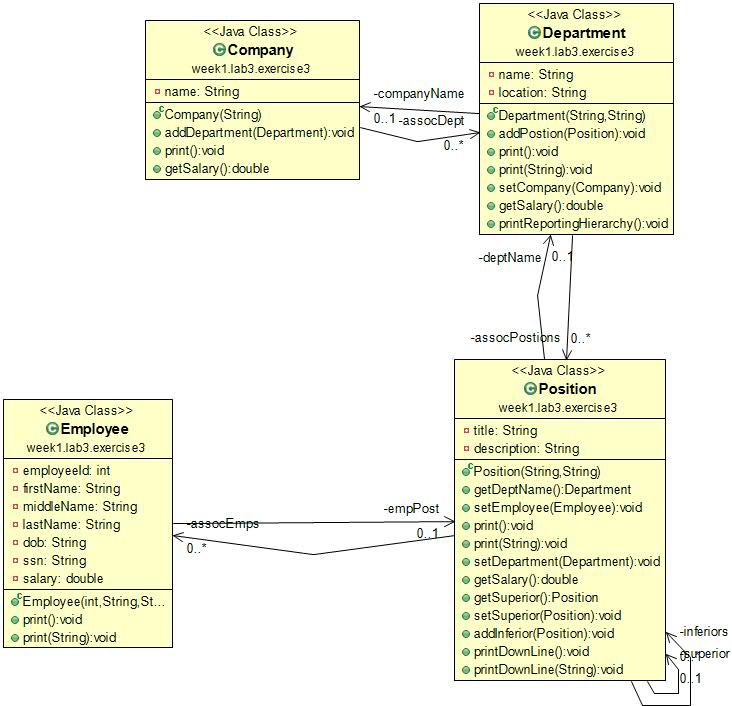 <<Java Class>>
Company
week1.lab3.exercise3
name: String
Company(String)
addDepartment(Department):void
print():void
getSalary():double
<<Java Class>>
Department
week1.lab3.exercise3
name: String
location: String
Department(String,String)
addPostion(Position):void
print():void
print(String):void
setCompany(Company):void
getSalary():double
printReportingHierarchy():void
-companyName
0..1
-assocDept
0..*
-deptName
0..1
-assocPostions
0..*
<<Java Class>>
Position
week1.lab3.exercise3
title: String
description: String
Position(String,String)
getDeptName():Department
setEmployee(Employee):void
print():void
print(String):void
setDepartment(Department):void
getSalary():double
getSuperior():Position
setSuperior(Position):void
addInferior(Position):void
printDownLine():void
printDownLine(String):void
<<Java Class>>
Employee
week1.lab3.exercise3
employeeId: int
firstName: String
middleName: String
lastName: String
dob: String
ssn: String
salary: double
Employee(int,String,St...
print():void
print(String):void
-empPost
0..1
-assocEmps
0..*
-inferiors
-superior
0..1